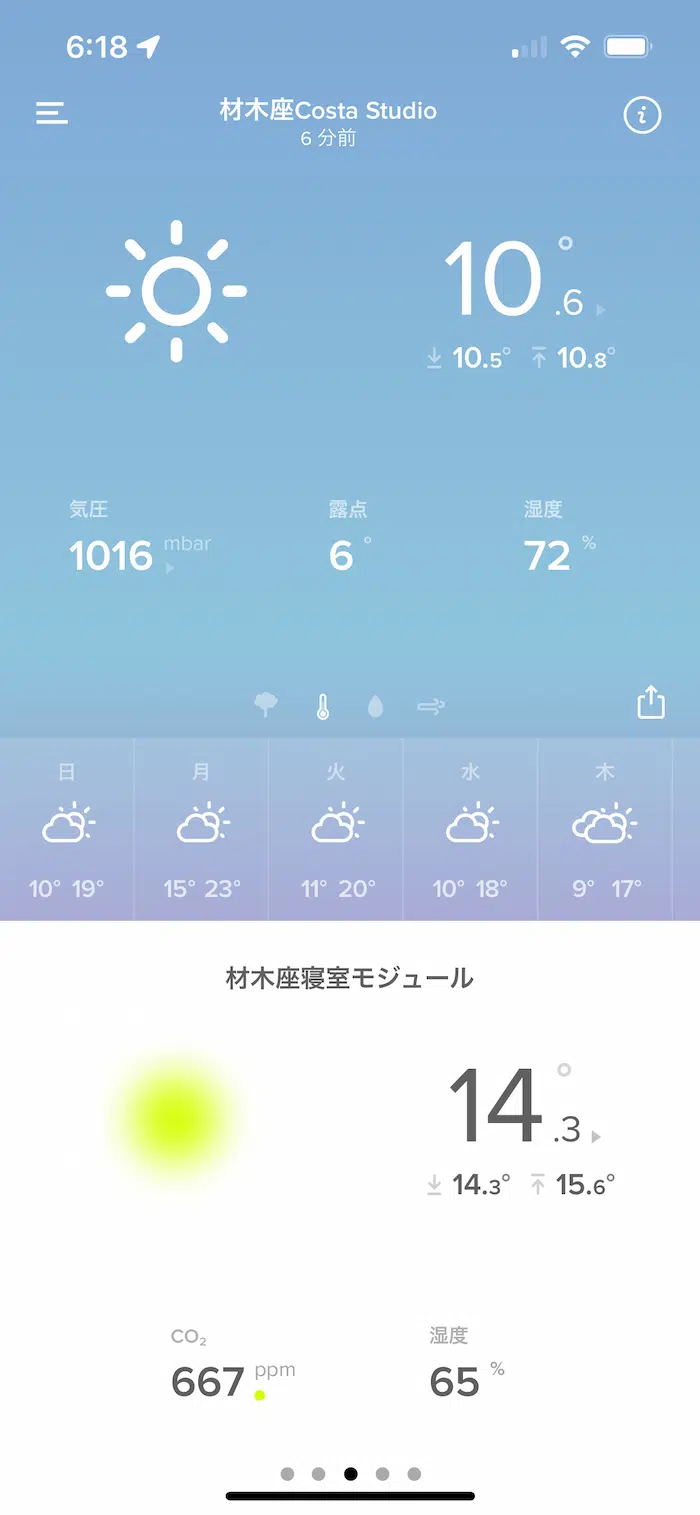 6:18
材木座Costa Studio
6 分前
10.6°
10.5° 10.8°
気圧 露点 湿度
1016 mbar 6° 72 %
日 月 火 水 木
10° 19° 15° 23° 11° 20° 10° 18° 9° 17°
材木座寝室モジュール
14.3°
14.3° 15.6°
CO₂ 湿度
667 ppm 65 %